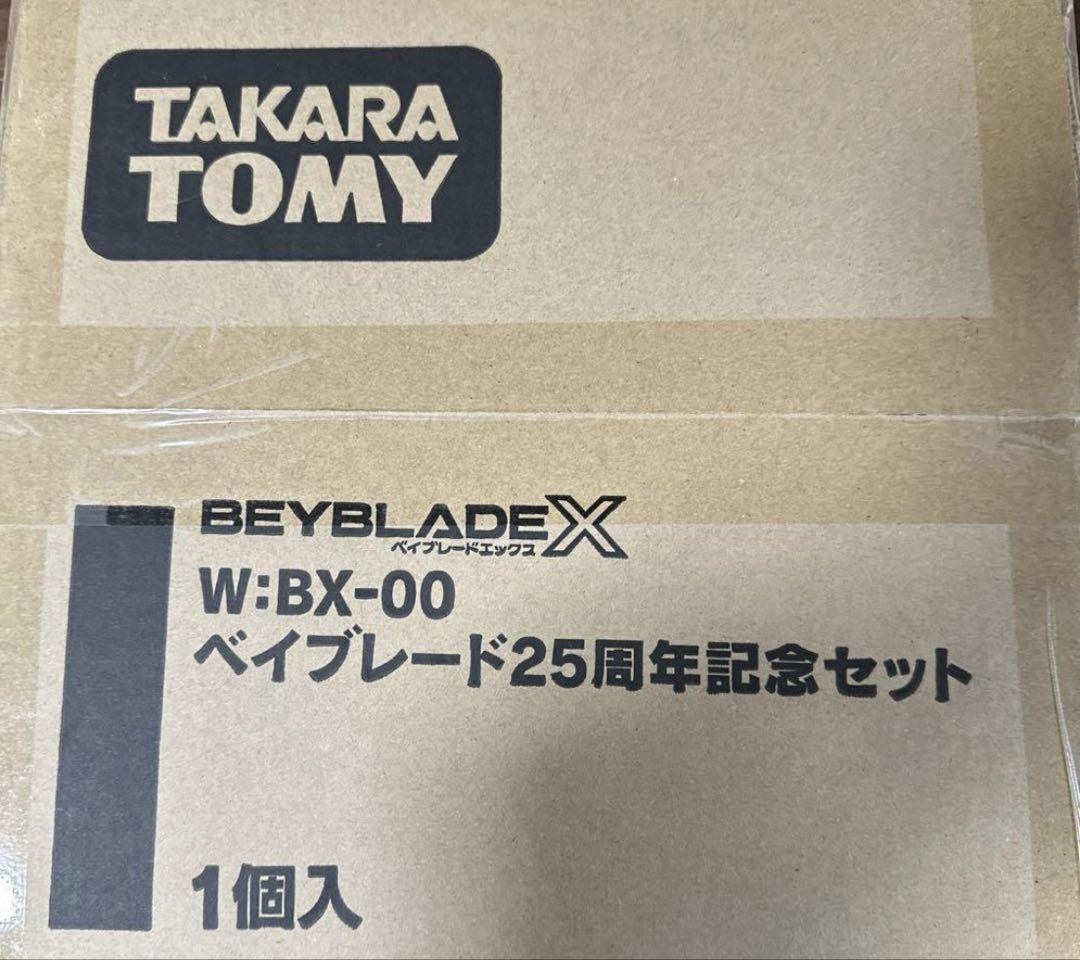 TAKARA
TOMY
BEYBLADE X
ベイブレードエックス
W:BX-00
ベイブレード25周年記念セット
1個入